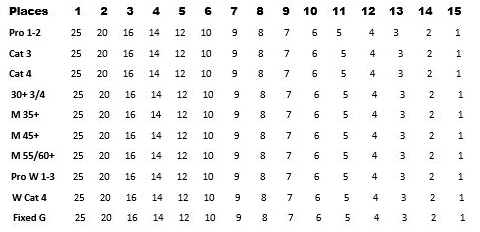 Places 1 2 3 4 5 6 7 8 9 10 11 12 13 14 15
Pro 1-2 25 20 16 14 12 10 9 8 7 6 5 4 3 2 1
Cat 3 25 20 16 14 12 10 9 8 7 6 5 4 3 2 1
Cat 4 25 20 16 14 12 10 9 8 7 6 5 4 3 2 1
30+ 3/4 25 20 16 14 12 10 9 8 7 6 5 4 3 2 1
M 35+ 25 20 16 14 12 10 9 8 7 6 5 4 3 2 1
M 45+ 25 20 16 14 12 10 9 8 7 6 5 4 3 2 1
M 55/60+ 25 20 16 14 12 10 9 8 7 6 5 4 3 2 1
Pro W 1-3 25 20 16 14 12 10 9 8 7 6 5 4 3 2 1
W Cat 4 25 20 16 14 12 10 9 8 7 6 5 4 3 2 1
Fixed G 25 20 16 14 12 10 9 8 7 6 5 4 3 2 1